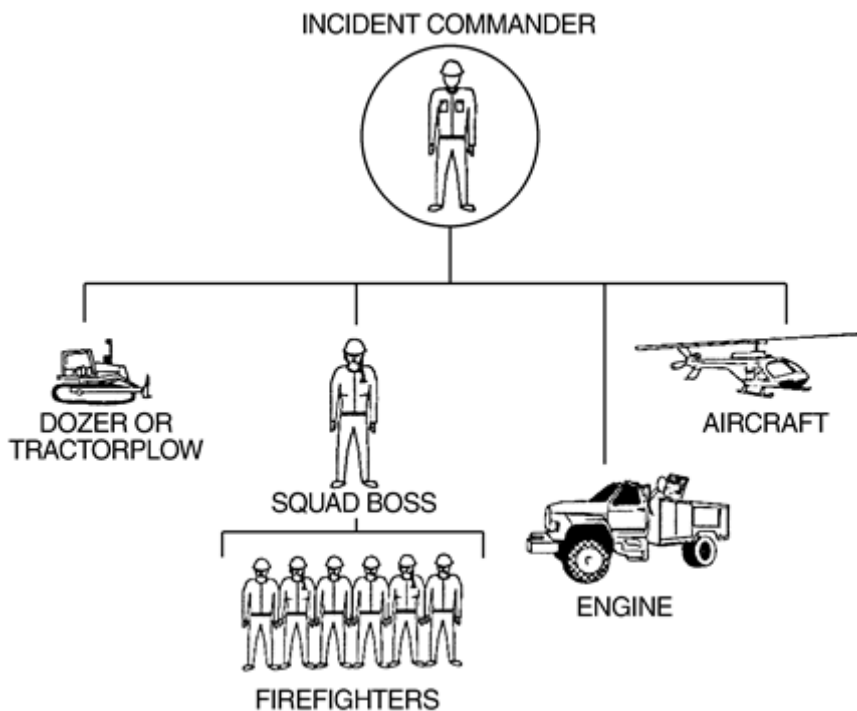 INCIDENT COMMANDER
DOZER OR
TRACTORPLOW
SQUAD BOSS
FIREFIGHTERS
ENGINE
AIRCRAFT